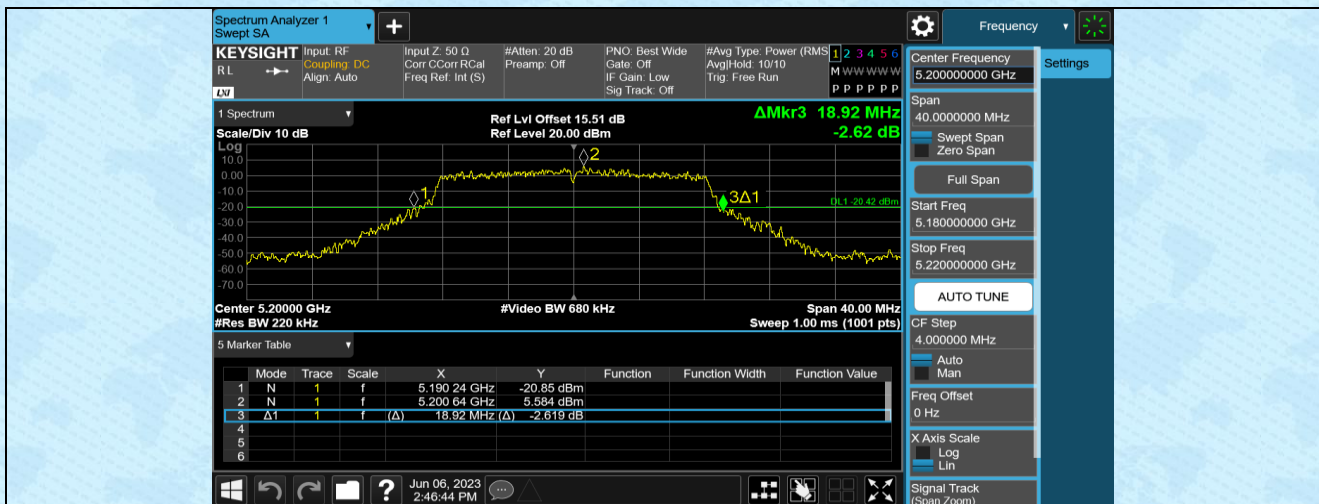 Spectrum Analyzer 1
Swept SA
+
Frequency
KEYSIGHT
R L
LXI
Input: RF
Coupling: DC
Align: Auto
Input Z: 50 Ω
Corr CCorr RCal
Freq Ref: Int (S)
#Atten: 20 dB
Preamp: Off
PNO: Best Wide
Gate: Off
IF Gain: Low
Sig Track: Off
#Avg Type: Power (RMS
Avg|Hold: 10/10
Trig: Free Run
1 2 3 4 5 6
M W W W W W
P P P P P P
1 Spectrum
Scale/Div 10 dB
Ref Lvl Offset 15.51 dB
Ref Level 20.00 dBm
ΔMkr3 18.92 MHz
-2.62 dB
Log
10.0
0.00
-10.0
-20.0
-30.0
-40.0
-50.0
-60.0
-70.0
1
2
3Δ1
DL1 -20.42 dBm
Center 5.20000 GHz
#Video BW 680 kHz
Span 40.00 MHz
#Res BW 220 kHz
Sweep 1.00 ms (1001 pts)
5 Marker Table
Mode Trace Scale X Y Function Function Width Function Value
1 N 1 f 5.190 24 GHz -20.85 dBm
2 N 1 f 5.200 64 GHz 5.584 dBm
3 Δ1 1 f (Δ) 18.92 MHz (Δ) -2.619 dB
4
5
6
?
Jun 06, 2023
2:46:44 PM
Center Frequency
5.200000000 GHz
Settings
Span
40.0000000 MHz
Swept Span
Zero Span
Full Span
Start Freq
5.180000000 GHz
Stop Freq
5.220000000 GHz
AUTO TUNE
CF Step
4.000000 MHz
Auto
Man
Freq Offset
0 Hz
X Axis Scale
Log
Lin
Signal Track
(Span Zoom)